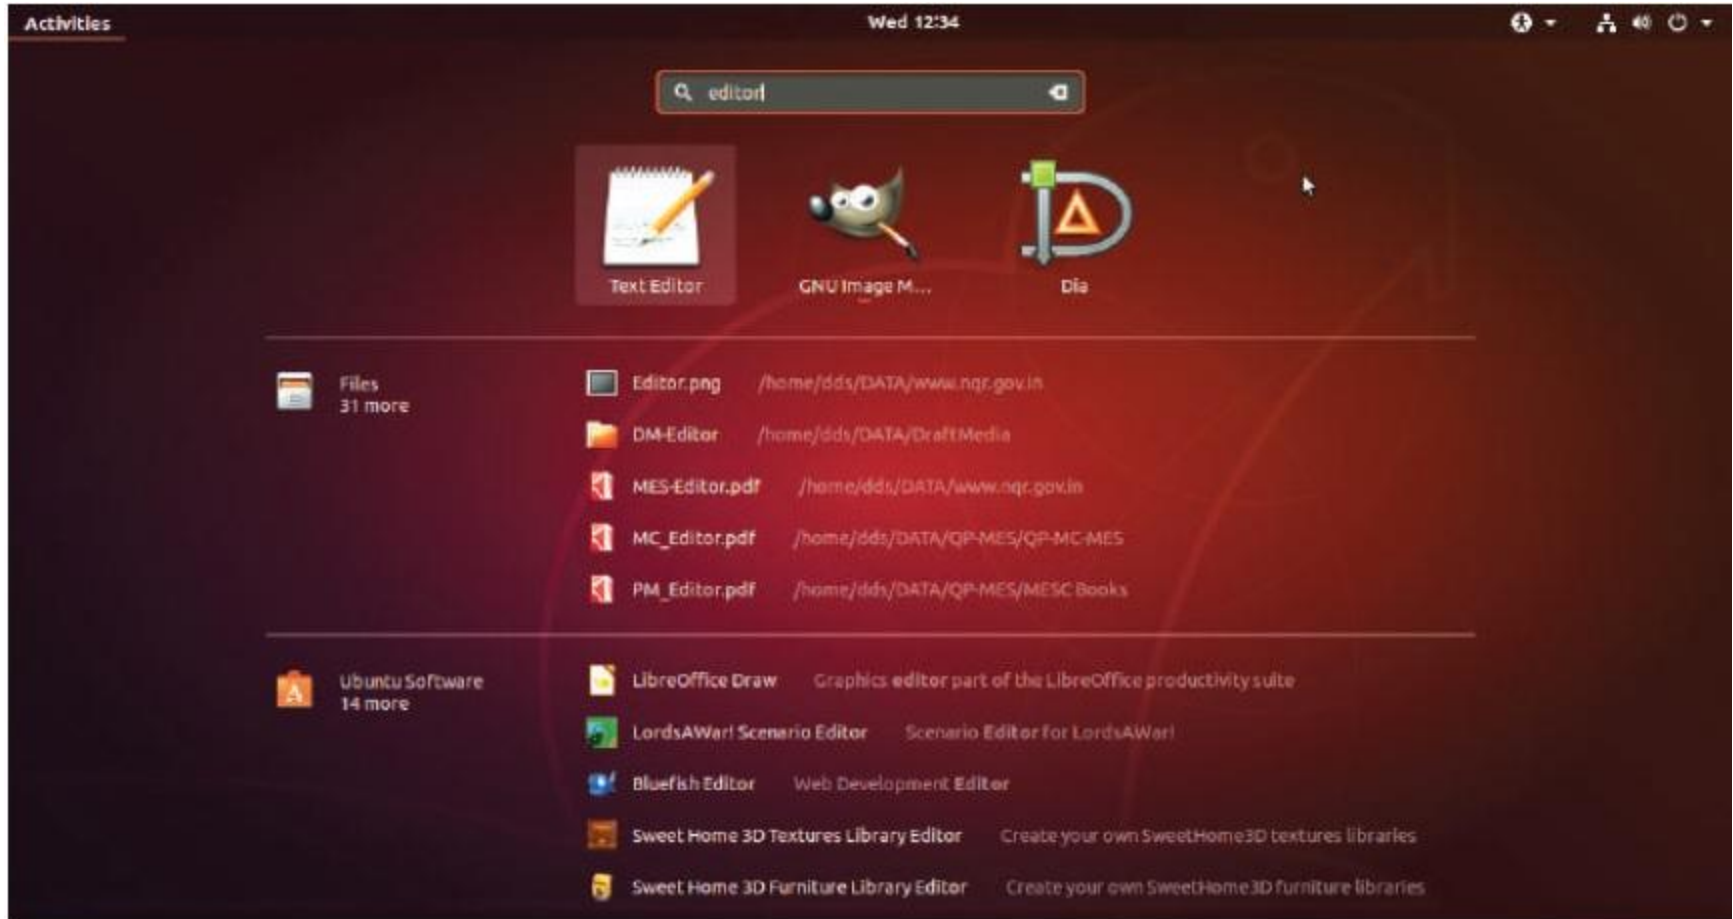 Activities
Wed 12:34
editor
Text Editor
GNU Image M...
Dia
Files
31 more
Editor.png /home/dds/DATA/www.nqr.gov.in
DM-Editor /home/dds/DATA/DraftMedia
MES-Editor.pdf /home/dds/DATA/www.nqr.gov.in
MC_Editor.pdf /home/dds/DATA/QP-MES/QP-MC-MES
PM_Editor.pdf /home/dds/DATA/QP-MES/MESC Books
Ubuntu Software
14 more
LibreOffice Draw Graphics editor part of the LibreOffice productivity suite
LordsAWar! Scenario Editor Scenario Editor for LordsAWar!
Bluefish Editor Web Development Editor
Sweet Home 3D Textures Library Editor Create your own SweetHome3D textures libraries
Sweet Home 3D Furniture Library Editor Create your own SweetHome3D furniture libraries